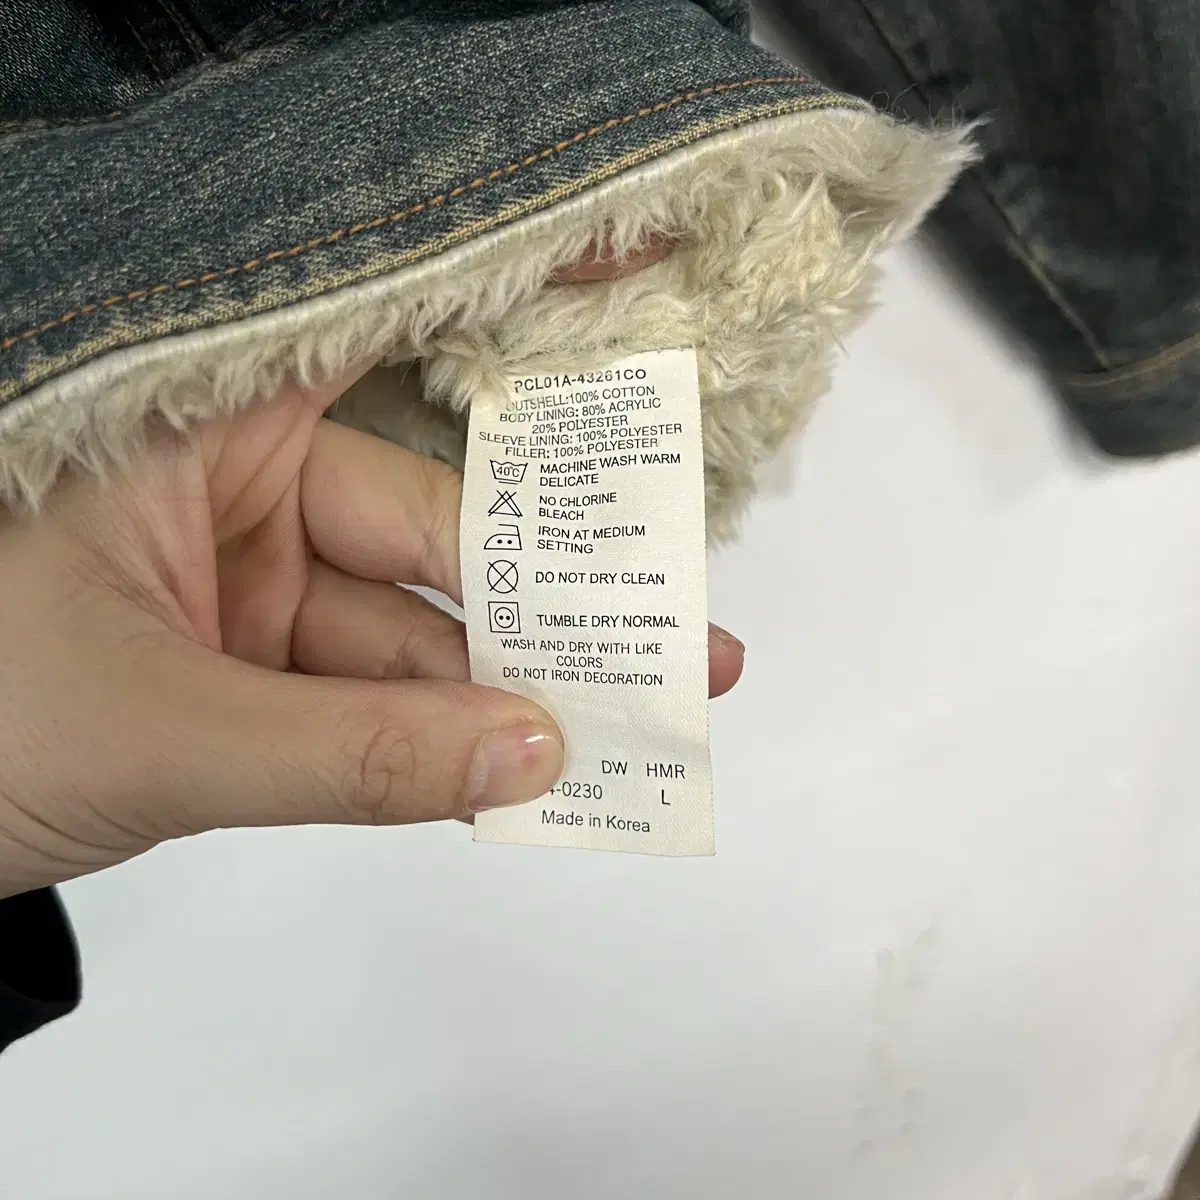 PCL01A-43261CO
OUTSHELL:100% COTTON
BODY LINING: 80% ACRYLIC
20% POLYESTER
SLEEVE LINING: 100% POLYESTER
FILLER: 100% POLYESTER
40°C MACHINE WASH WARM
DELICATE
NO CHLORINE
BLEACH
IRON AT MEDIUM
SETTING
DO NOT DRY CLEAN
TUMBLE DRY NORMAL
WASH AND DRY WITH LIKE
COLORS
DO NOT IRON DECORATION
DW HMR
-0230 L
Made in Korea